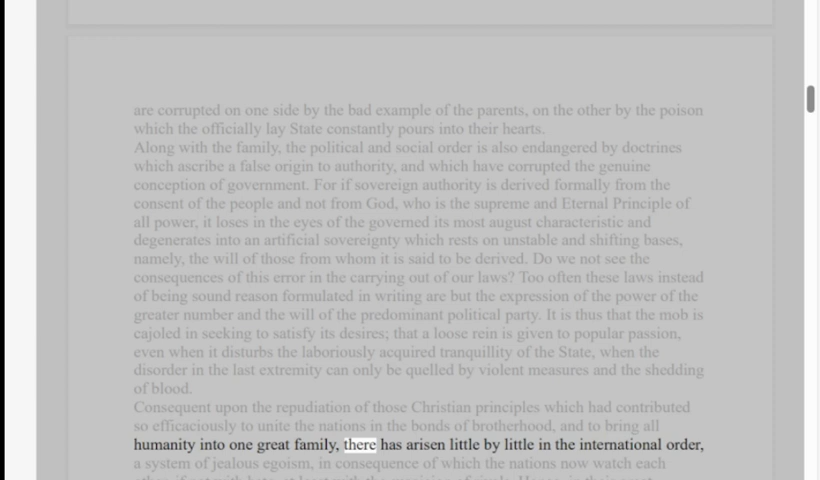 are corrupted on one side by the bad example of the parents, on the other by the poison
which the officially lay State constantly pours into their hearts.
Along with the family, the political and social order is also endangered by doctrines
which ascribe a false origin to authority, and which have corrupted the genuine
conception of government. For if sovereign authority is derived formally from the
consent of the people and not from God, who is the supreme and Eternal Principle of
all power, it loses in the eyes of the governed its most august characteristic and
degenerates into an artificial sovereignty which rests on unstable and shifting bases,
namely, the will of those from whom it is said to be derived. Do we not see the
consequences of this error in the carrying out of our laws? Too often these laws instead
of being sound reason formulated in writing are but the expression of the power of the
greater number and the will of the predominant political party. It is thus that the mob is
cajoled in seeking to satisfy its desires; that a loose rein is given to popular passion,
even when it disturbs the laboriously acquired tranquillity of the State, when the
disorder in the last extremity can only be quelled by violent measures and the shedding
of blood.
Consequent upon the repudiation of those Christian principles which had contributed
so efficaciously to unite the nations in the bonds of brotherhood, and to bring all
humanity into one great family, there has arisen little by little in the international order,
a system of jealous egoism, in consequence of which the nations now watch each